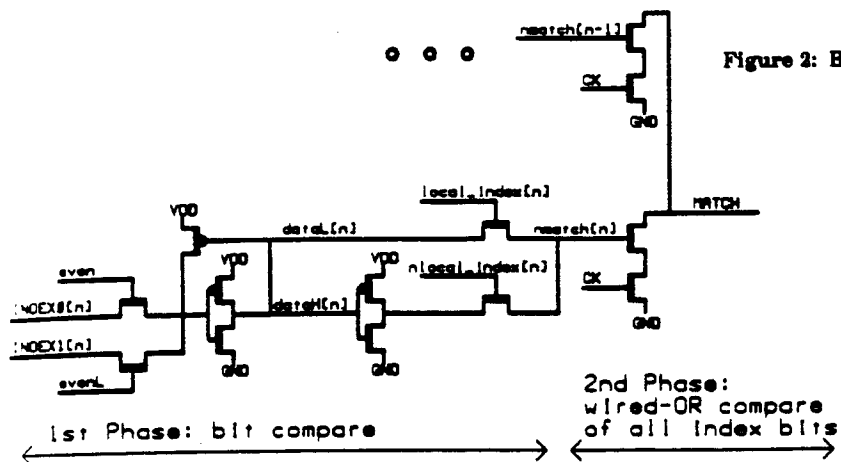 nmatch[n-1]
Figure 2: B
CK
GND
local_index[n]
MATCH
VDD
dataL[n]
nmatch[n]
VDD
VDD
nlocal_index[n]
even
dataH[n]
CK
INDEX0[n]
GND
INDEX1[n]
GND
GND
evenL
2nd Phase:
wired-OR compare
of all index bits
1st Phase: bit compare